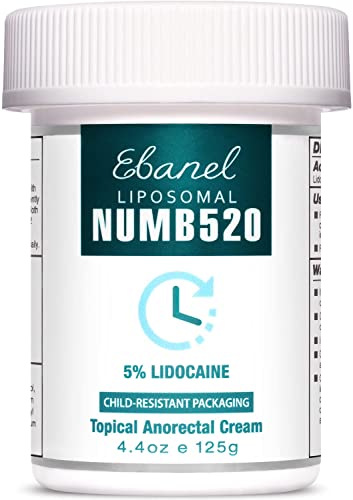 Ebanel
LIPOSOMAL
NUMB520
5% LIDOCAINE
CHILD-RESISTANT PACKAGING
Topical Anorectal Cream
4.4oz e 125g